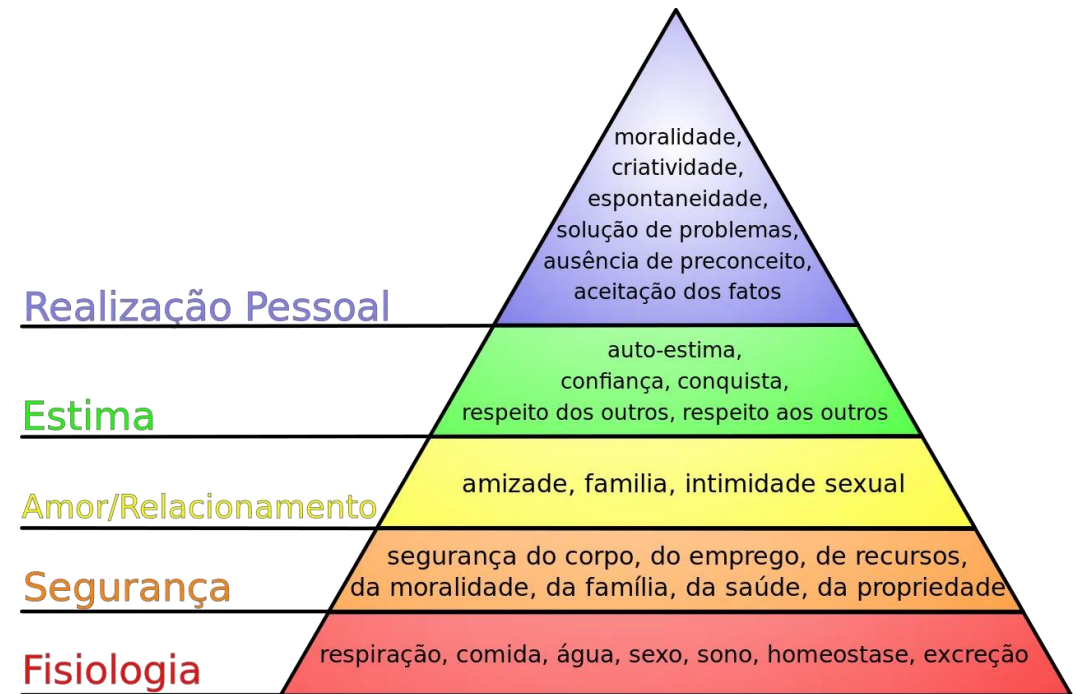 moralidade,
criatividade,
espontaneidade,
solução de problemas,
ausência de preconceito,
aceitação dos fatos
Realização Pessoal
auto-estima,
confiança, conquista,
respeito dos outros, respeito aos outros
Estima
amizade, familia, intimidade sexual
Amor/Relacionamento
segurança do corpo, do emprego, de recursos,
da moralidade, da família, da saúde, da propriedade
Segurança
respiração, comida, água, sexo, sono, homeostase, excreção
Fisiologia